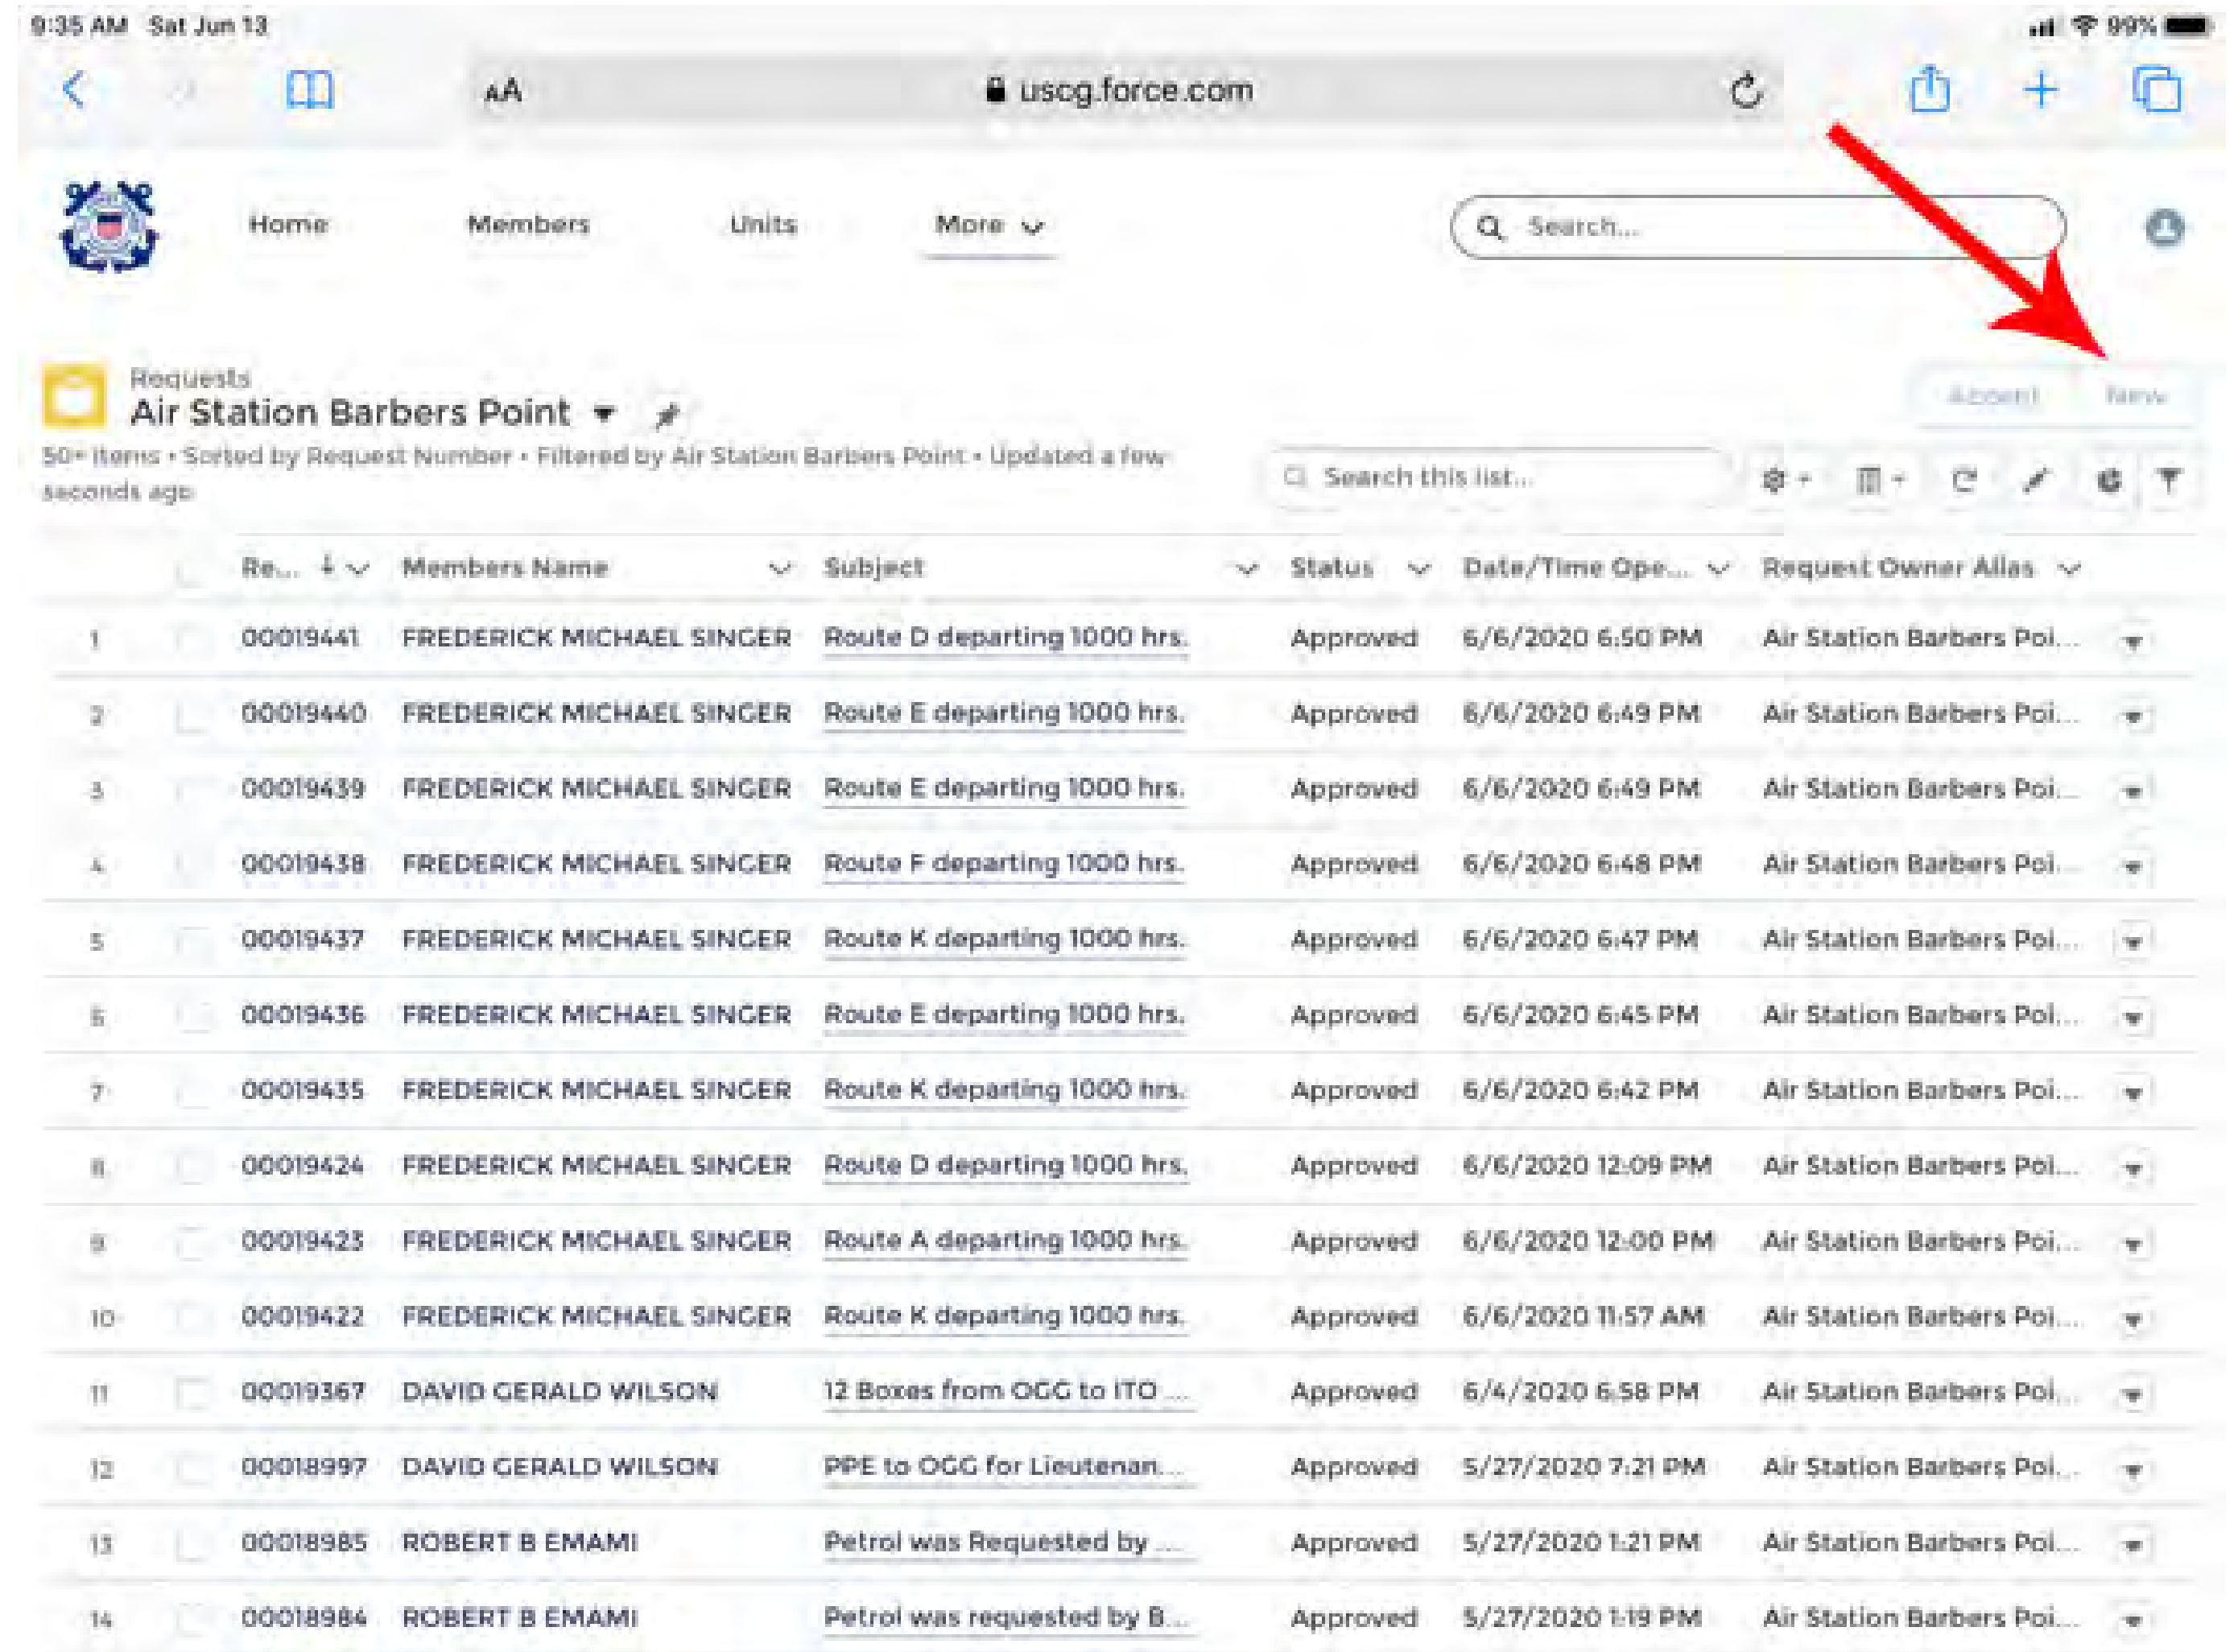 9:35 AM Sat Jun 13 99%
AA uscg.force.com
Home Members Units More Search...
Requests
Air Station Barbers Point
Accept New
50+ items • Sorted by Request Number • Filtered by Air Station Barbers Point • Updated a few
seconds ago
Search this list...
Re... Members Name Subject Status Date/Time Ope... Request Owner Alias
1 00019441 FREDERICK MICHAEL SINGER Route D departing 1000 hrs. Approved 6/6/2020 6:50 PM Air Station Barbers Poi...
2 00019440 FREDERICK MICHAEL SINGER Route E departing 1000 hrs. Approved 6/6/2020 6:49 PM Air Station Barbers Poi...
3 00019439 FREDERICK MICHAEL SINGER Route E departing 1000 hrs. Approved 6/6/2020 6:49 PM Air Station Barbers Poi...
4 00019438 FREDERICK MICHAEL SINGER Route F departing 1000 hrs. Approved 6/6/2020 6:48 PM Air Station Barbers Poi...
5 00019437 FREDERICK MICHAEL SINGER Route K departing 1000 hrs. Approved 6/6/2020 6:47 PM Air Station Barbers Poi...
6 00019436 FREDERICK MICHAEL SINGER Route E departing 1000 hrs. Approved 6/6/2020 6:45 PM Air Station Barbers Poi...
7 00019435 FREDERICK MICHAEL SINGER Route K departing 1000 hrs. Approved 6/6/2020 6:42 PM Air Station Barbers Poi...
8 00019424 FREDERICK MICHAEL SINGER Route D departing 1000 hrs. Approved 6/6/2020 12:09 PM Air Station Barbers Poi...
9 00019423 FREDERICK MICHAEL SINGER Route A departing 1000 hrs. Approved 6/6/2020 12:00 PM Air Station Barbers Poi...
10 00019422 FREDERICK MICHAEL SINGER Route K departing 1000 hrs. Approved 6/6/2020 11:57 AM Air Station Barbers Poi...
11 00019367 DAVID GERALD WILSON 12 Boxes from OGG to ITO ... Approved 6/4/2020 6:58 PM Air Station Barbers Poi...
12 00018997 DAVID GERALD WILSON PPE to OGG for Lieutenan... Approved 5/27/2020 7:21 PM Air Station Barbers Poi...
13 00018985 ROBERT B EMAMI Petrol was Requested by ... Approved 5/27/2020 1:21 PM Air Station Barbers Poi...
14 00018984 ROBERT B EMAMI Petrol was requested by B... Approved 5/27/2020 1:19 PM Air Station Barbers Poi...